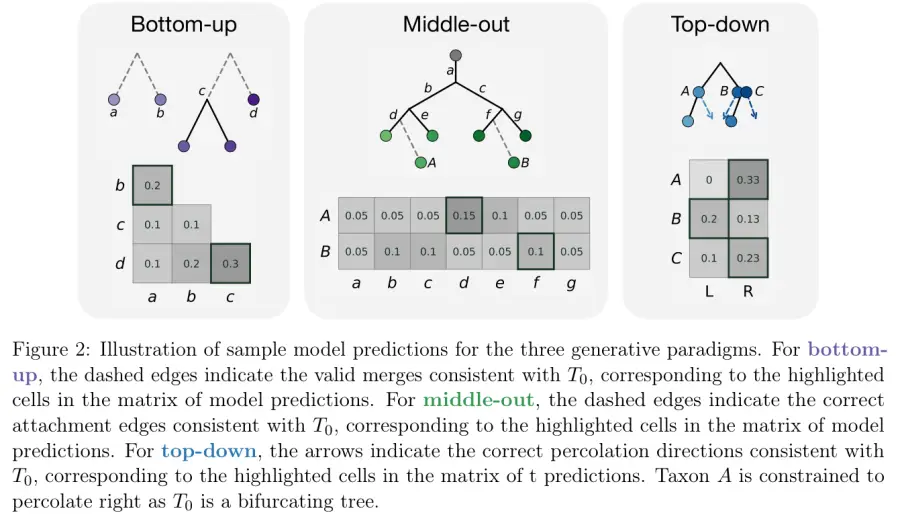 Bottom-up
Middle-out
Top-down
a b c d
b 0.2
c 0.1 0.1
d 0.1 0.2 0.3
a b c
a
b c
d e f g
A B
A 0.05 0.05 0.05 0.15 0.1 0.05 0.05
B 0.05 0.1 0.1 0.05 0.05 0.1 0.05
a b c d e f g
A B C
A 0 0.33
B 0.2 0.13
C 0.1 0.23
L R
Figure 2: Illustration of sample model predictions for the three generative paradigms. For bottom-
up, the dashed edges indicate the valid merges consistent with T0, corresponding to the highlighted
cells in the matrix of model predictions. For middle-out, the dashed edges indicate the correct
attachment edges consistent with T0, corresponding to the highlighted cells in the matrix of model
predictions. For top-down, the arrows indicate the correct percolation directions consistent with
T0, corresponding to the highlighted cells in the matrix of t predictions. Taxon A is constrained to
percolate right as T0 is a bifurcating tree.